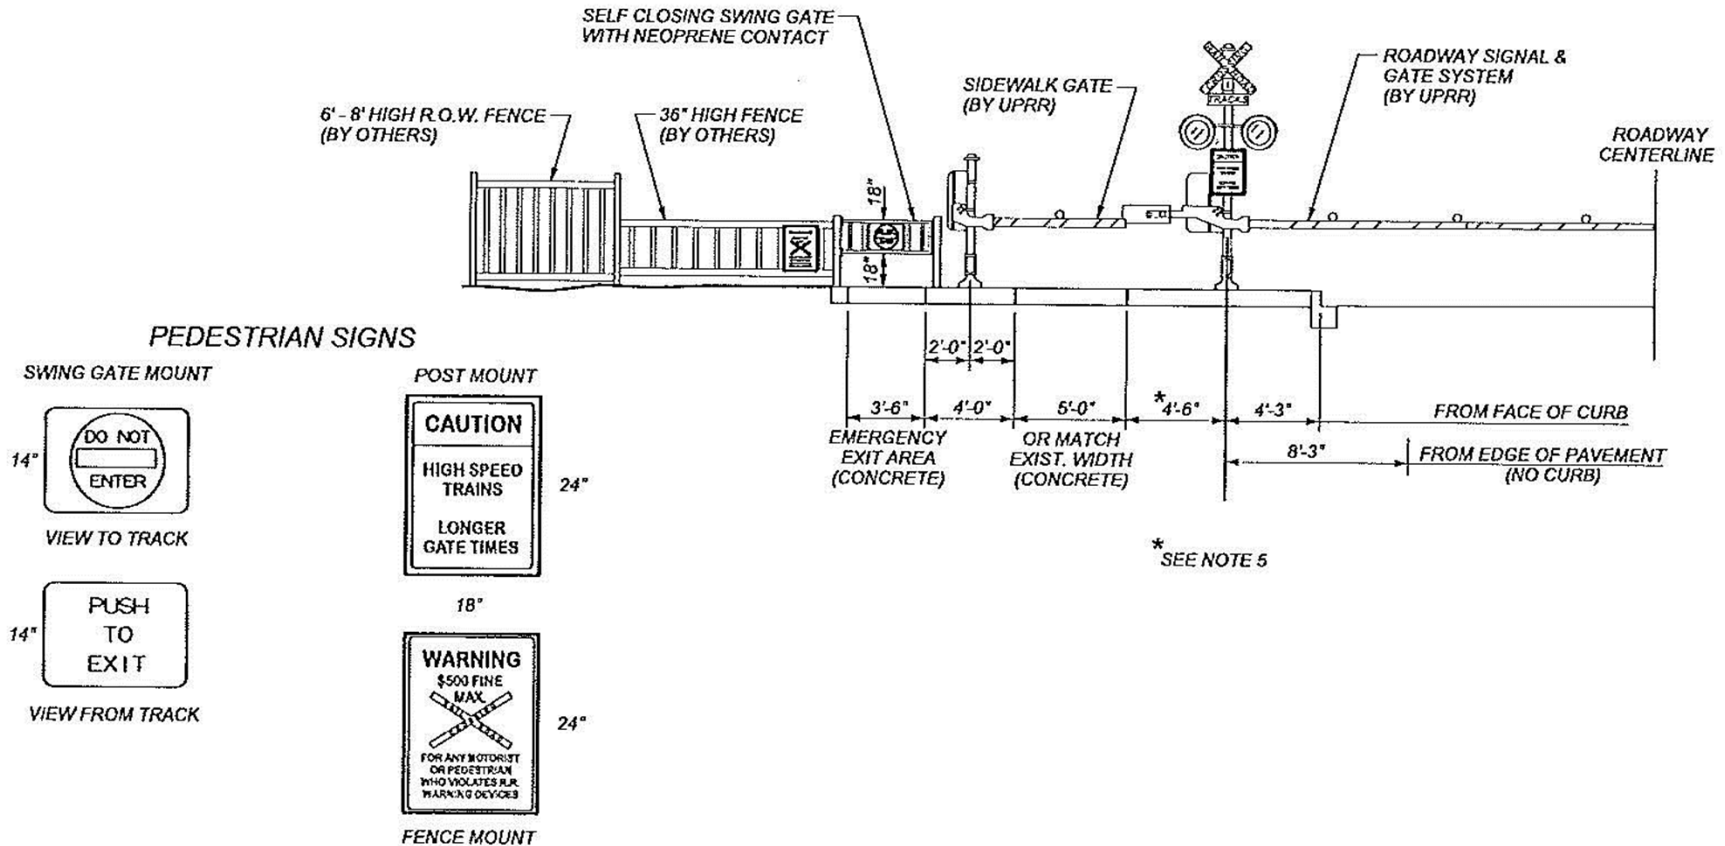 SELF CLOSING SWING GATE
WITH NEOPRENE CONTACT
6' - 8' HIGH R.O.W. FENCE
(BY OTHERS)
36" HIGH FENCE
(BY OTHERS)
SIDEWALK GATE
(BY UPRR)
ROADWAY SIGNAL &
GATE SYSTEM
(BY UPRR)
ROADWAY
CENTERLINE
TRACKS
CAUTION
18"
18"
2'-0"
2'-0"
3'-6"
4'-0"
5'-0"
*
4'-6"
4'-3"
FROM FACE OF CURB
EMERGENCY
EXIT AREA
(CONCRETE)
OR MATCH
EXIST. WIDTH
(CONCRETE)
8'-3"
FROM EDGE OF PAVEMENT
(NO CURB)
*SEE NOTE 5
PEDESTRIAN SIGNS
SWING GATE MOUNT
14"
DO NOT
ENTER
VIEW TO TRACK
14"
PUSH
TO
EXIT
VIEW FROM TRACK
POST MOUNT
CAUTION
HIGH SPEED
TRAINS
LONGER
GATE TIMES
24"
18"
WARNING
$500 FINE
MAX.
FOR ANY MOTORIST
OR PEDESTRIAN
WHO VIOLATES R.R.
WARNING DEVICES
24"
FENCE MOUNT